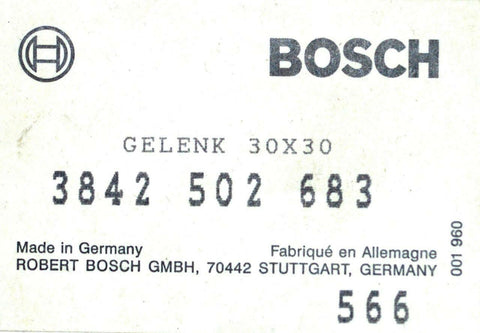 BOSCH
GELENK 30X30
3842 502 683
Made in Germany
Fabriqué en Allemagne
ROBERT BOSCH GMBH, 70442 STUTTGART, GERMANY
001 960
566